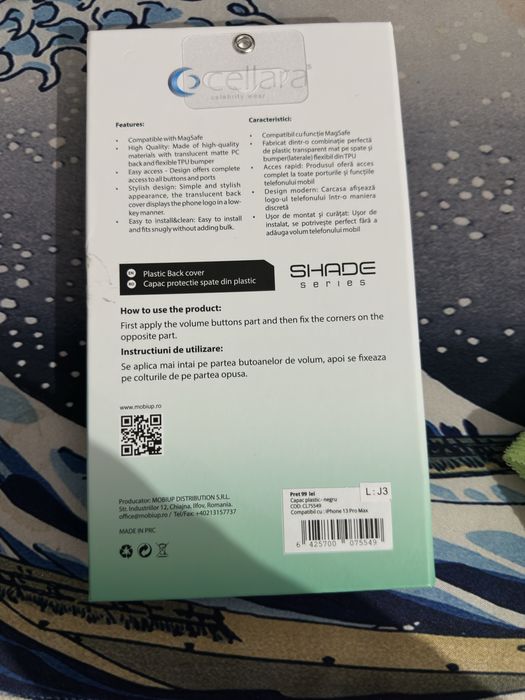 cellara®
celebrity wear
Features:
• Compatible with MagSafe
• High Quality: Made of high-quality
materials with translucent matte PC
back and flexible TPU bumper
• Easy access - Design offers complete
access to all buttons and ports
• Stylish design: Simple and stylish
appearance, the translucent back
cover displays the phone logo in a low-
key manner.
• Easy to install&clean: Easy to install
and fits snugly without adding bulk.
Caracteristici:
• Compatibil cu funcție MagSafe
• Fabricat dintr-o combinație perfectă
de plastic transparent mat pe spate și
bumper(laterale) flexibil din TPU
• Acces rapid: Produsul oferă acces
complet la toate porturile și funcțiile
telefonului mobil
• Design modern: Carcasa afișează
logo-ul telefonului într-o maniera
discretă
• Ușor de montat și curățat: Ușor de
instalat, se potrivește perfect fără a
adăuga volum telefonului mobil
EN Plastic Back cover
RO Capac protectie spate din plastic
SHADE
series
How to use the product:
First apply the volume buttons part and then fix the corners on the
opposite part.
Instructiuni de utilizare:
Se aplica mai intai pe partea butoanelor de volum, apoi se fixeaza
pe colturile de pe partea opusa.
www.mobiup.ro
Producator: MOBIUP DISTRIBUTION S.R.L.
Str. Industriilor 12, Chiajna, Ilfov, Romania.
office@mobiup.ro / Tel/Fax: +40213157737
MADE IN PRC
Pret 99 lei
Capac plastic - negru
COD: CL75549
Compatibil cu : iPhone 13 Pro Max
L: J3
6 425700 075549